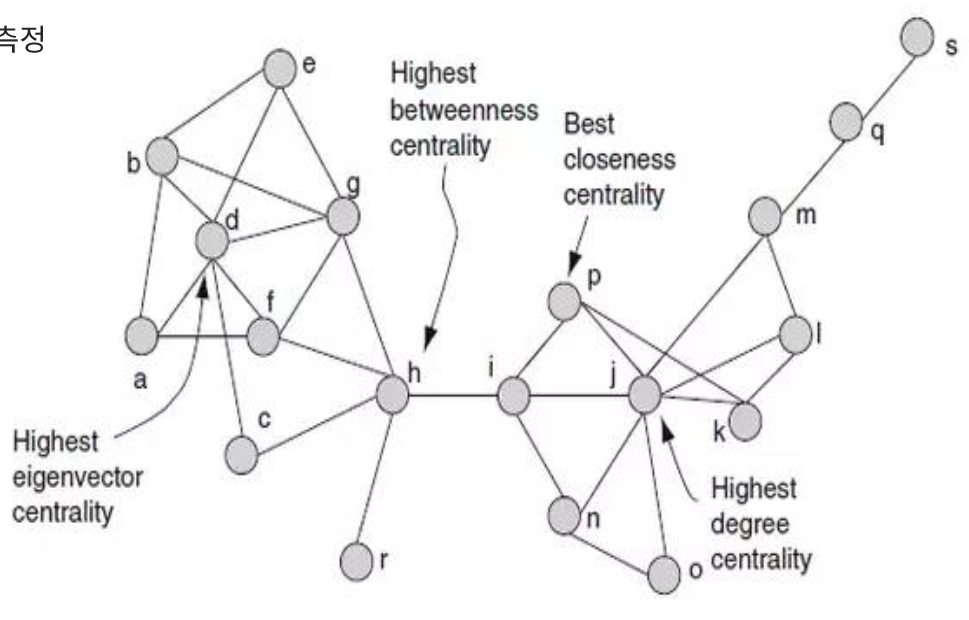 측정
e
s
Highest
betweenness
centrality
Best
closeness
centrality
q
b
g
d
m
p
f
l
a
h
i
j
k
c
Highest
eigenvector
centrality
Highest
degree
centrality
n
r
o